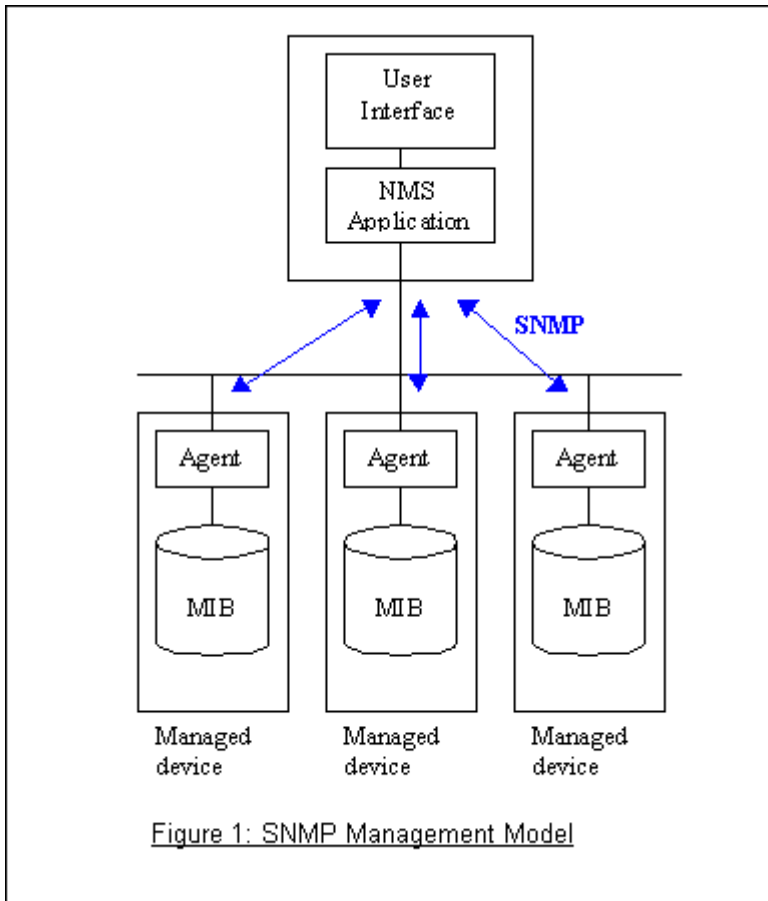 User
Interface
NMS
Application
SNMP
Agent
Agent
Agent
MIB
MIB
MIB
Managed
device
Managed
device
Managed
device
Figure 1: SNMP Management Model